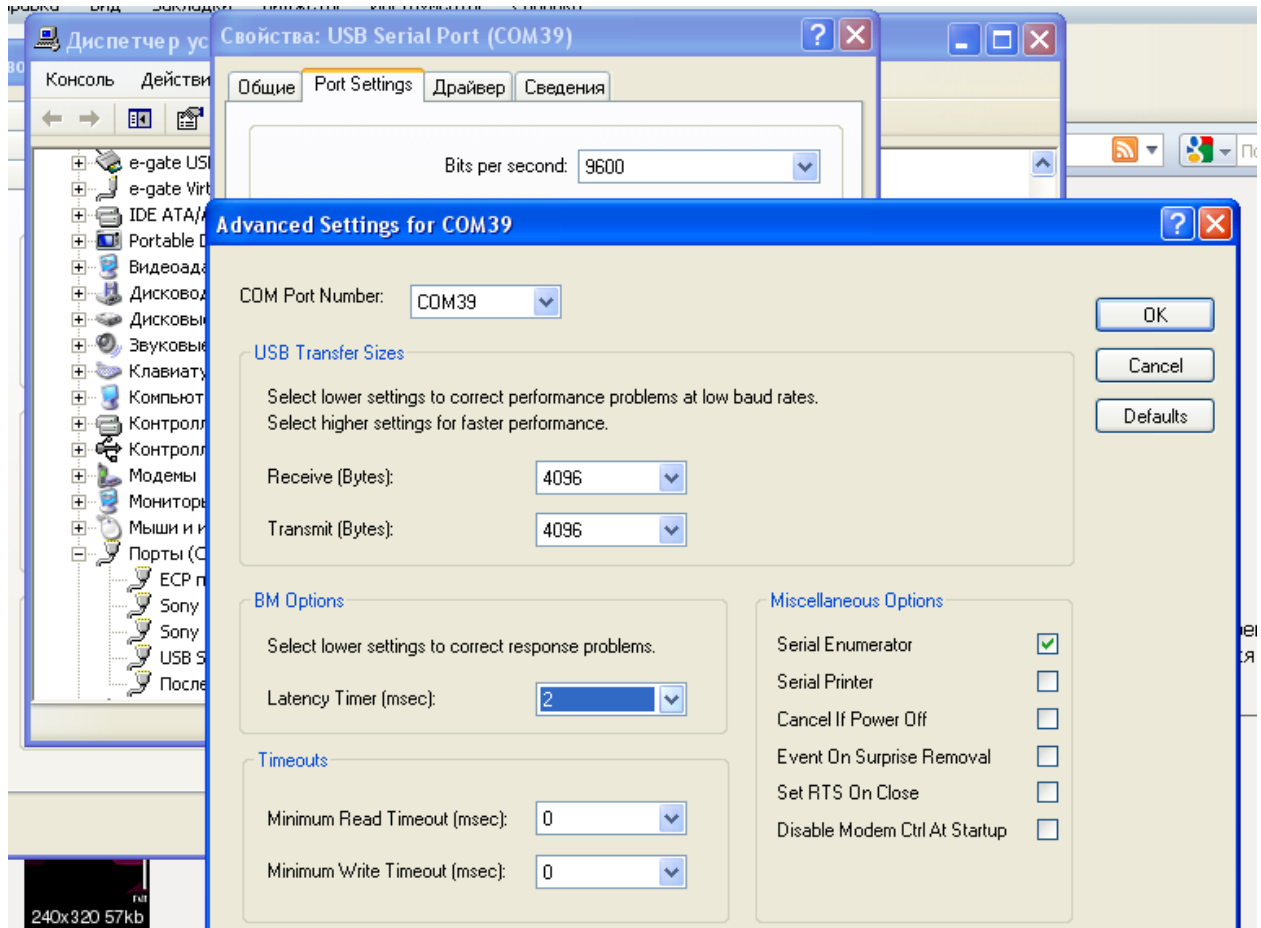 Диспетчер ус
Консоль Действи
e-gate USI
e-gate Virt
IDE ATA/A
Portable D
Видеоада
Дисковод
Дисковые
Звуковые
Клавиату
Компьют
Контролл
Контролл
Модемы
Мониторы
Мыши и и
Порты (С
ECP п
Sony
Sony
USB S
После
Свойства: USB Serial Port (COM39)
Общие Port Settings Драйвер Сведения
Bits per second: 9600
Advanced Settings for COM39
COM Port Number: COM39
OK
Cancel
Defaults
USB Transfer Sizes
Select lower settings to correct performance problems at low baud rates.
Select higher settings for faster performance.
Receive (Bytes): 4096
Transmit (Bytes): 4096
BM Options
Select lower settings to correct response problems.
Latency Timer (msec): 2
Timeouts
Minimum Read Timeout (msec): 0
Minimum Write Timeout (msec): 0
Miscellaneous Options
Serial Enumerator
Serial Printer
Cancel If Power Off
Event On Surprise Removal
Set RTS On Close
Disable Modem Ctrl At Startup
240x320 57kb